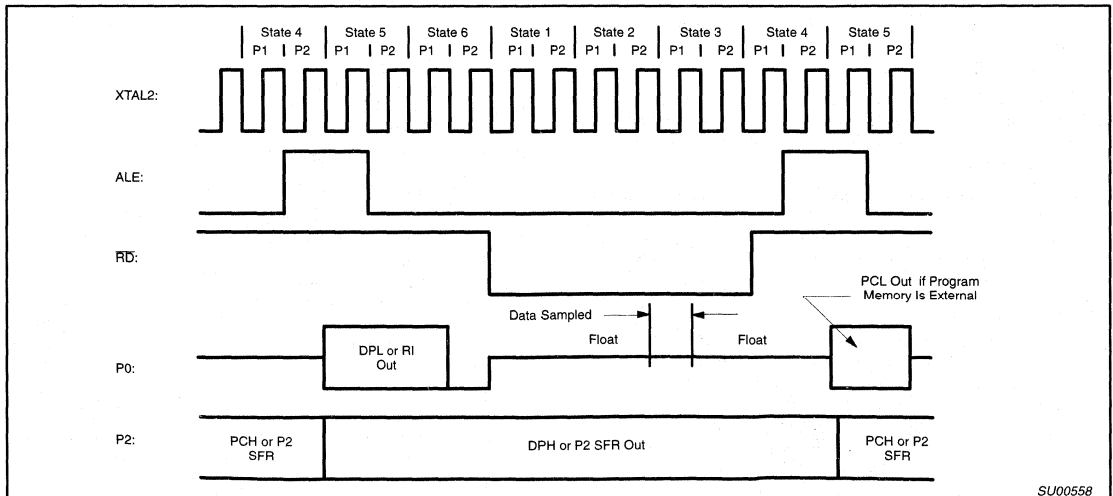 State 4 State 5 State 6 State 1 State 2 State 3 State 4 State 5
P1 P2 P1 P2 P1 P2 P1 P2 P1 P2 P1 P2 P1 P2 P1 P2
XTAL2:
ALE:
RD:
PCL Out if Program
Memory Is External
Data Sampled
Float
Float
DPL or RI
Out
P0:
P2:
PCH or P2
SFR
DPH or P2 SFR Out
PCH or P2
SFR
SU00558